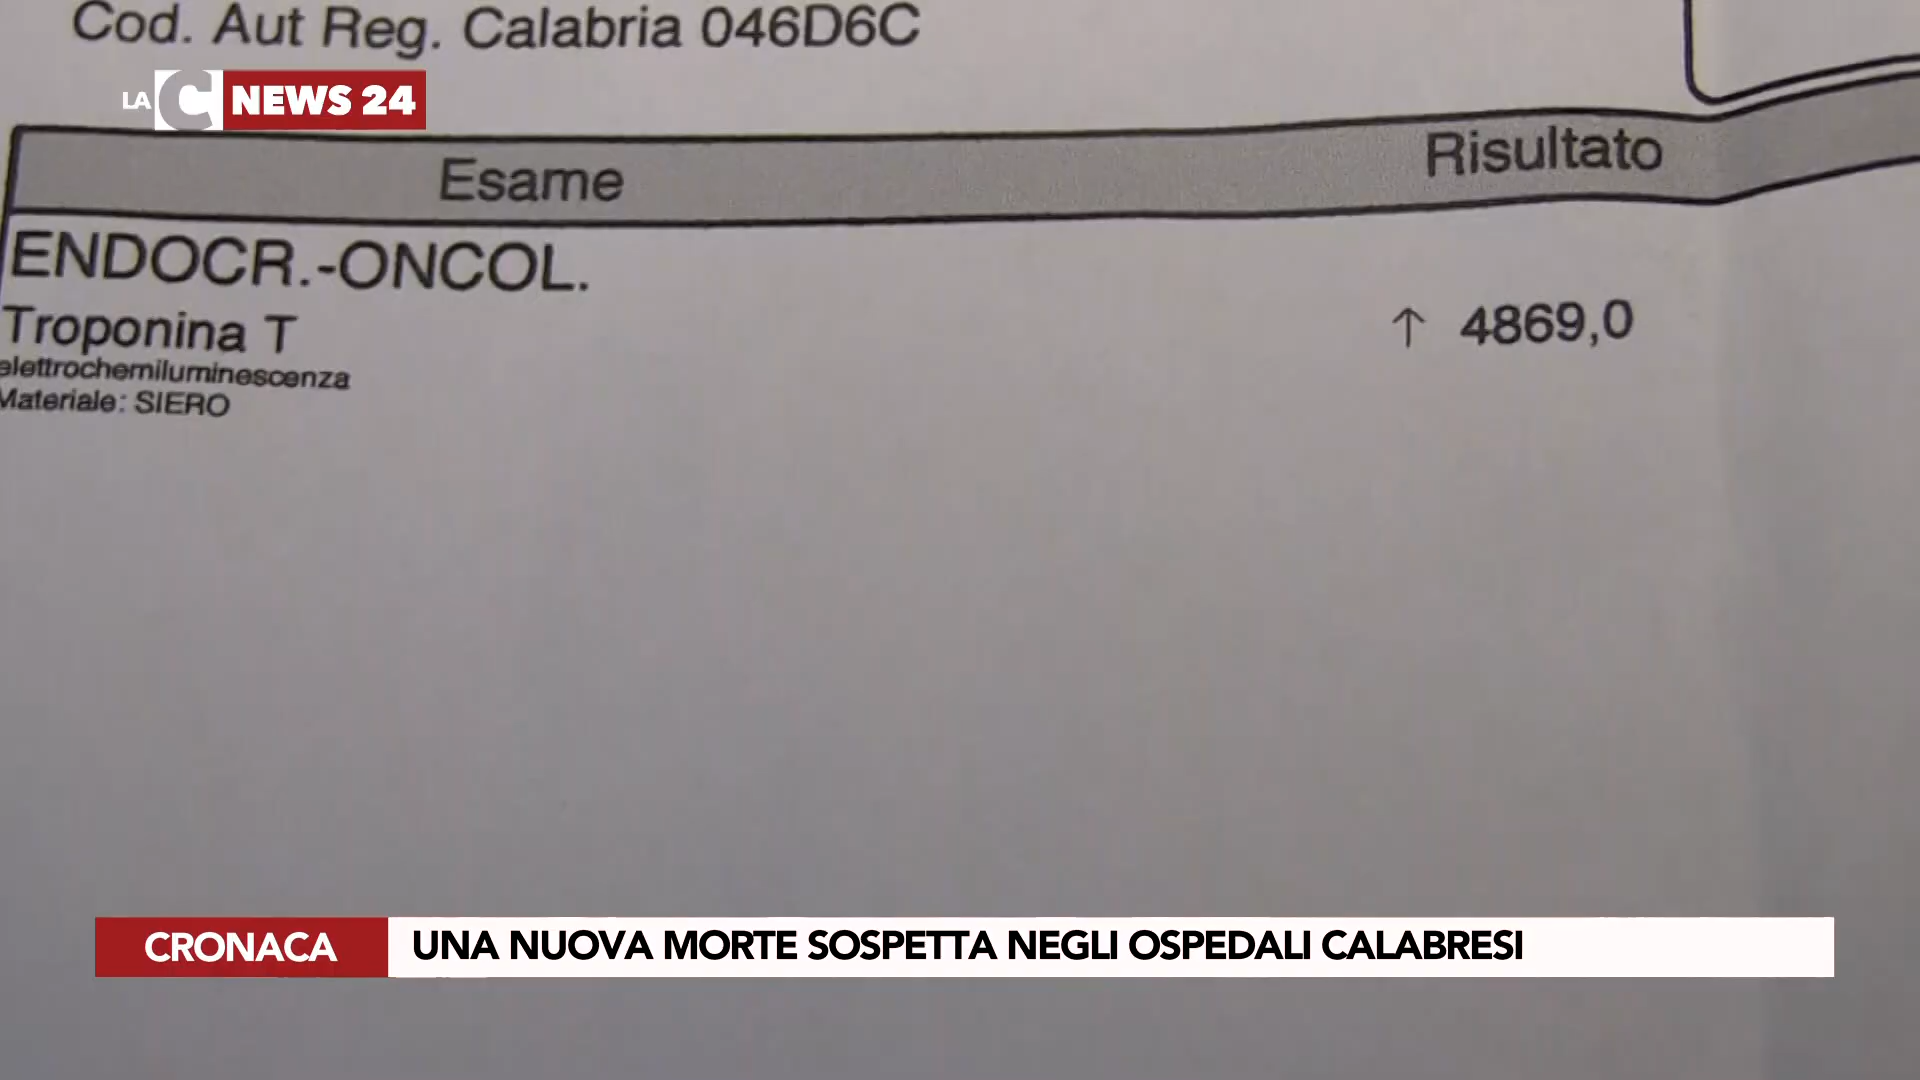 Cod. Aut Reg. Calabria 046D6C
LA C NEWS 24
Esame Risultato
ENDOCR.-ONCOL.
Troponina T ↑ 4869,0
elettrochemiluminescenza
Materiale: SIERO
CRONACA UNA NUOVA MORTE SOSPETTA NEGLI OSPEDALI CALABRESI